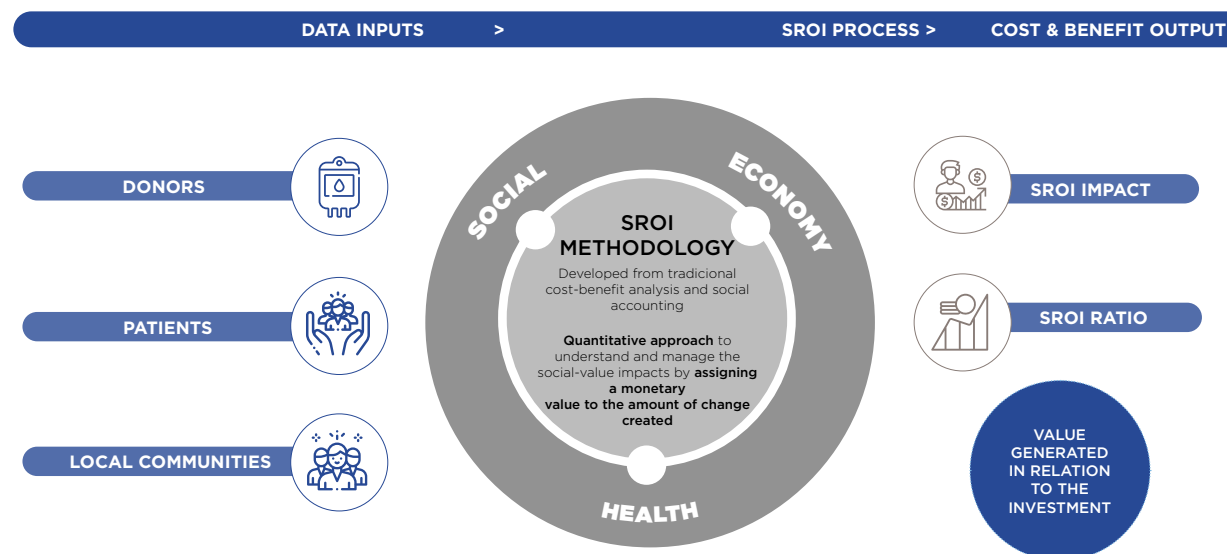 DATA INPUTS >
SROI PROCESS >
COST & BENEFIT OUTPUT
DONORS
PATIENTS
LOCAL COMMUNITIES
SOCIAL
ECONOMY
HEALTH
SROI
METHODOLOGY
Developed from tradicional
cost-benefit analysis and social
accounting
Quantitative approach to
understand and manage the
social-value impacts by assigning
a monetary
value to the amount of change
created
SROI IMPACT
SROI RATIO
VALUE
GENERATED
IN RELATION
TO THE
INVESTMENT